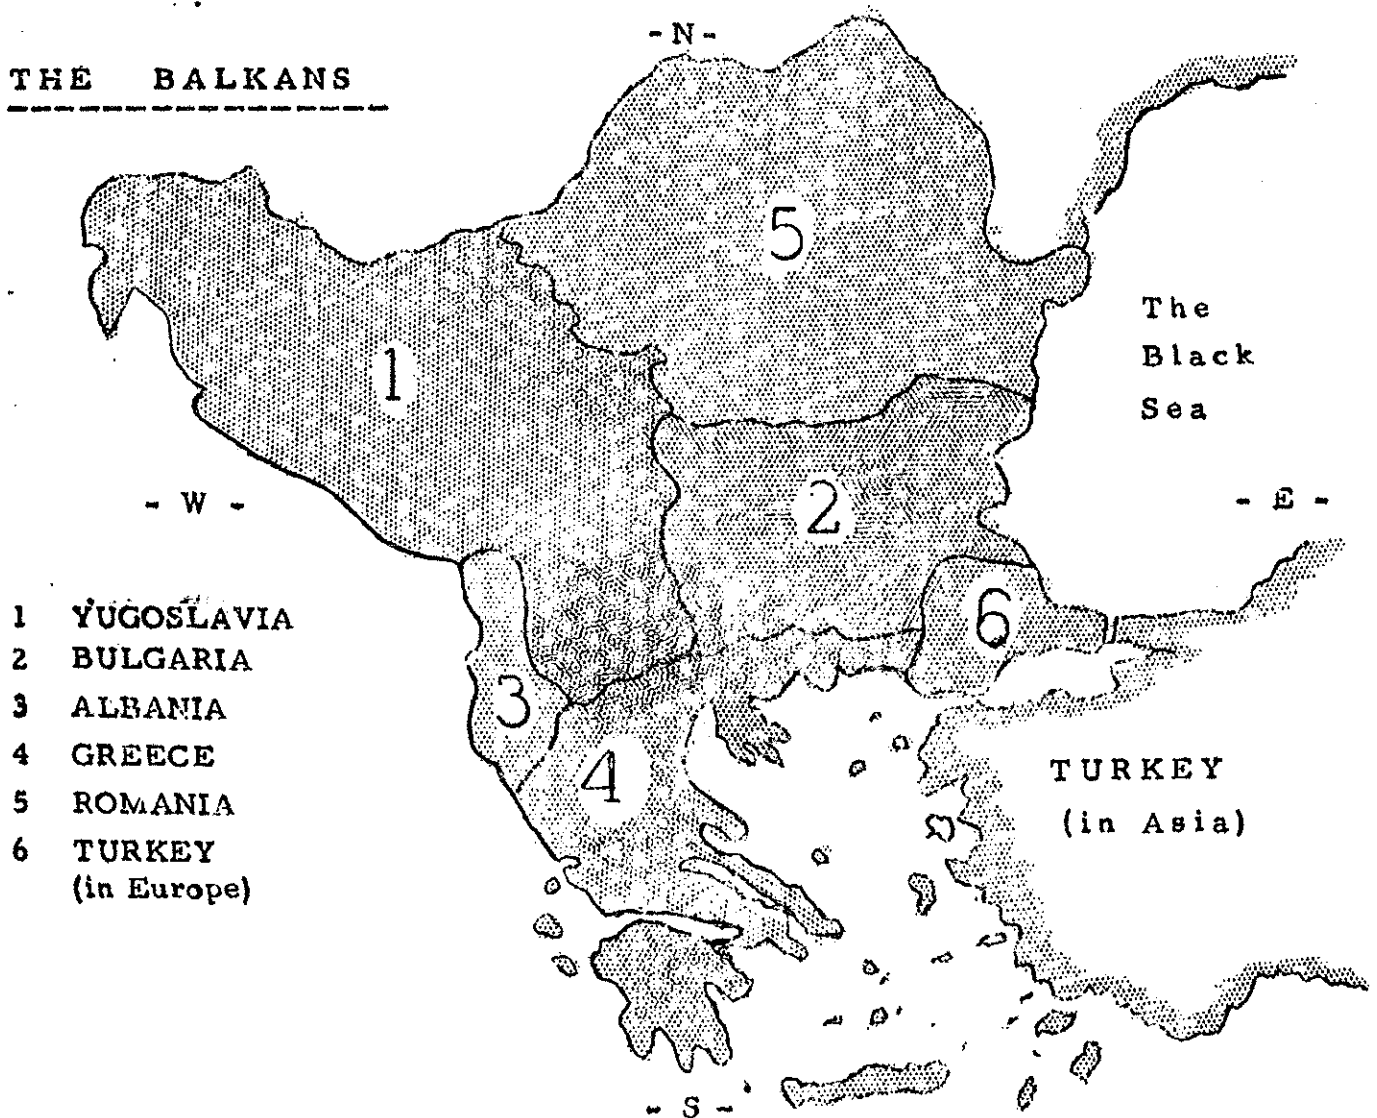 - N -
THE BALKANS
5
The
Black
Sea
1
2
- W -
- E -
6
1 YUGOSLAVIA
2 BULGARIA
3 ALBANIA
4 GREECE
5 ROMANIA
6 TURKEY
(in Europe)
3
4
TURKEY
(in Asia)
- S -